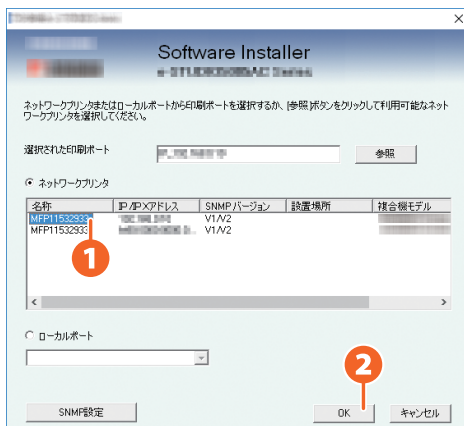 Software Installer
ネットワークプリンタまたはローカルポートから印刷ポートを選択するか、[参照]ボタンをクリックして利用可能なネット
ワークプリンタを選択してください。
選択された印刷ポート
参照
ネットワークプリンタ
名称 IP/IPXアドレス SNMPバージョン 設置場所 複合機モデル
MFP11532933 V1/V2
MFP11532933 V1/V2
1
ローカルポート
2
SNMP設定 OK キャンセル